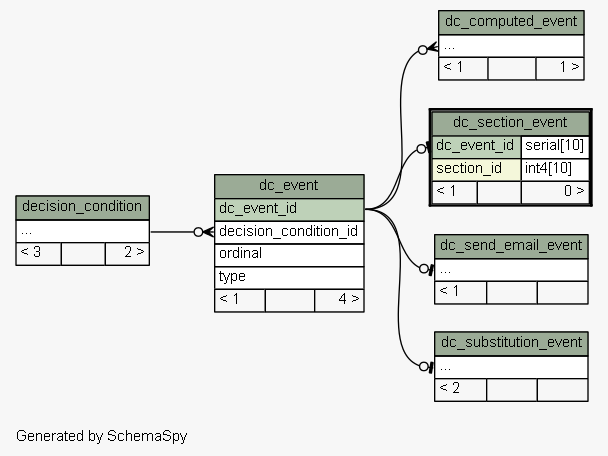 dc_computed_event
...
< 1 1 >
dc_section_event
dc_event_id serial[10]
section_id int4[10]
< 1 0 >
dc_event
dc_event_id
decision_condition_id
ordinal
type
< 1 4 >
decision_condition
...
< 3 2 >
dc_send_email_event
...
< 1
dc_substitution_event
...
< 2
Generated by SchemaSpy